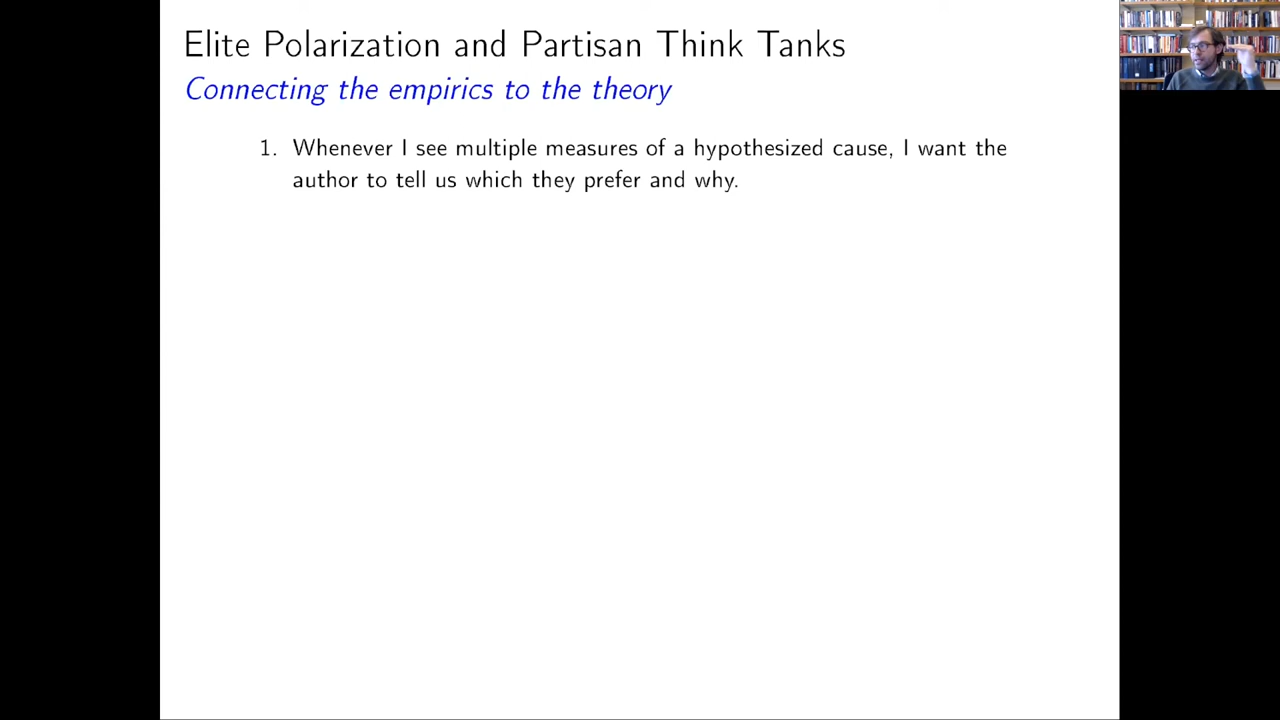 Elite Polarization and Partisan Think Tanks
Connecting the empirics to the theory
1. Whenever I see multiple measures of a hypothesized cause, I want the
author to tell us which they prefer and why.